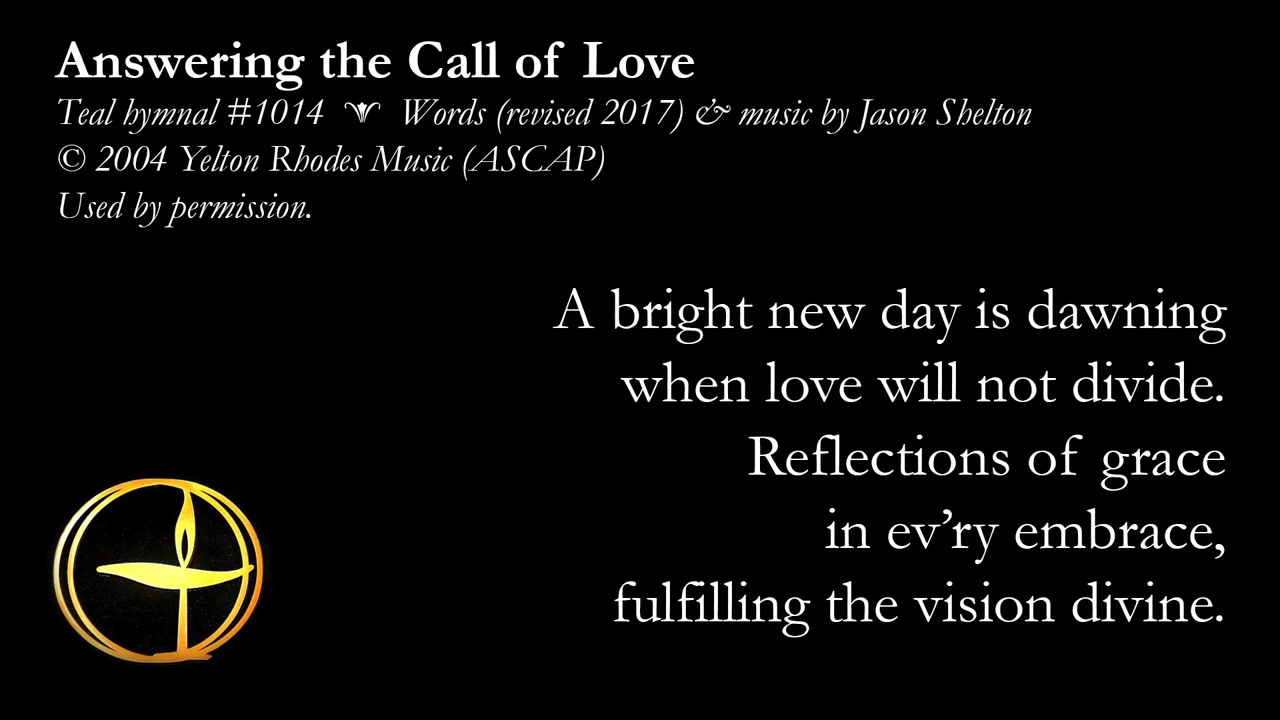 Answering the Call of Love
Teal hymnal #1014 Words (revised 2017) & music by Jason Shelton
© 2004 Yelton Rhodes Music (ASCAP)
Used by permission.
A bright new day is dawning
when love will not divide.
Reflections of grace
in ev’ry embrace,
fulfilling the vision divine.